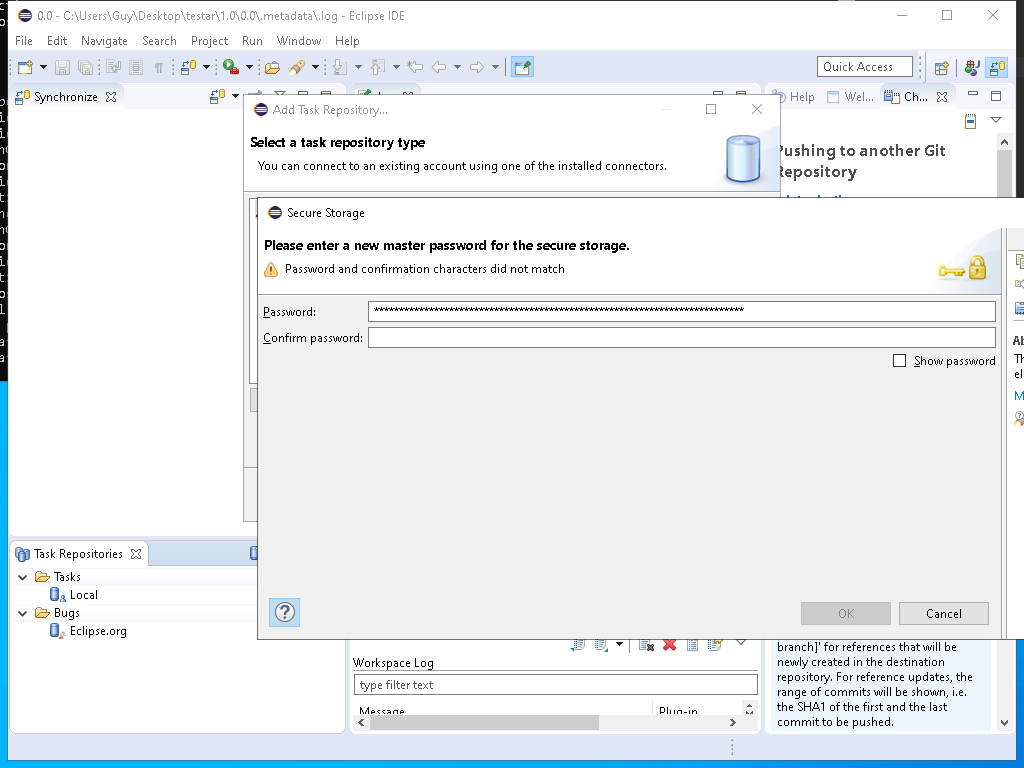 0.0 - C:\Users\Guy\Desktop\testar\1.0\0.0\.metadata\.log - Eclipse IDE
File Edit Navigate Search Project Run Window Help
Quick Access
Synchronize
Help Wel... Ch...
Add Task Repository...
Select a task repository type
You can connect to an existing account using one of the installed connectors.
Pushing to another Git
Repository
Secure Storage
Please enter a new master password for the secure storage.
Password and confirmation characters did not match
Password: **************************************************************************
Confirm password:
Show password
OK Cancel
Task Repositories
Tasks
Local
Bugs
Eclipse.org
Workspace Log
type filter text
Message Plug-in
branch]' for references that will be
newly created in the destination
repository. For reference updates, the
range of commits will be shown, i.e.
the SHA1 of the first and the last
commit to be pushed.